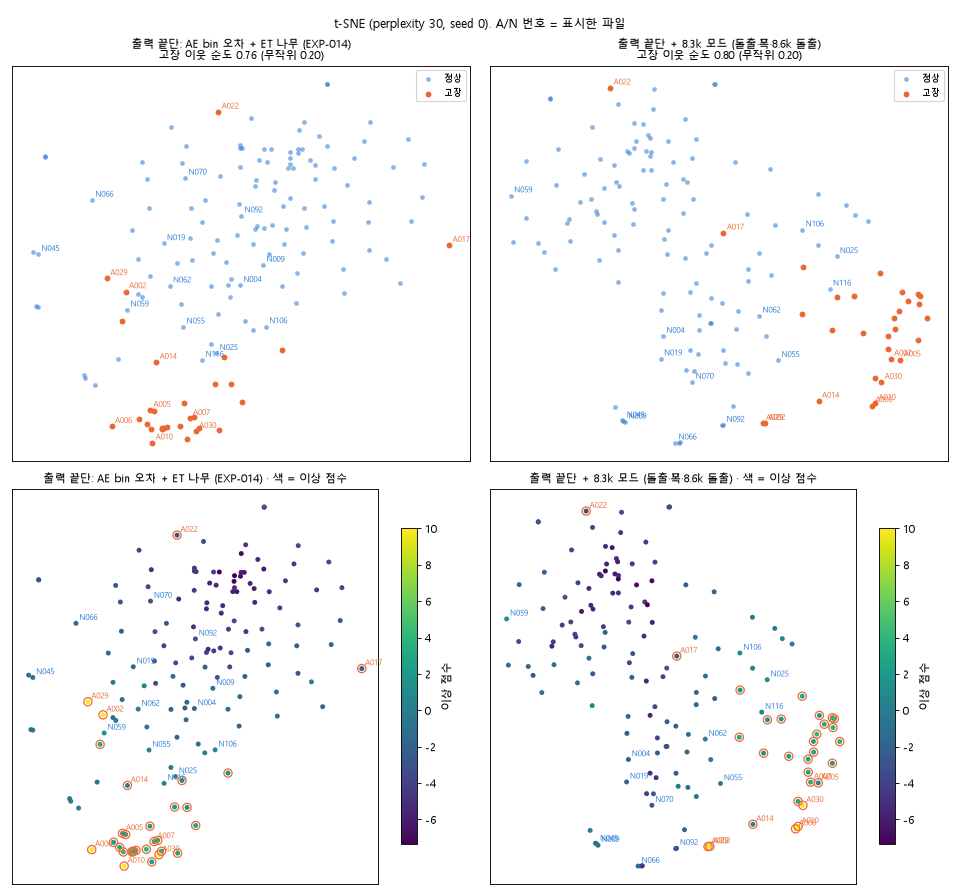 t-SNE (perplexity 30, seed 0). A/N 번호 = 표시한 파일
출력 끝단: AE bin 오차 + ET 나무 (EXP-014)
고장 이웃 순도 0.76 (무작위 0.20)
정상
고장
A022
N070
N066
N092
N019
N045
A017
N009
A029
A002
N062
N004
N059
N055
N106
N025
A014
A005
A006
A007
A030
A010
출력 끝단 + 8.3k 모드 (돌출·폭·8.6k 돌출)
고장 이웃 순도 0.80 (무작위 0.20)
정상
고장
A022
N059
A017
N106
N025
N116
N062
N004
N019
N055
N070
A030
A014
N092
N066
출력 끝단: AE bin 오차 + ET 나무 (EXP-014) · 색 = 이상 점수
A022
N070
N066
N092
N019
N045
A017
N009
A029
A002
N062
N004
N059
N055
N106
N025
A014
A005
A007
A010
10
8
6
4
2
0
-2
-4
-6
이상 점수
출력 끝단 + 8.3k 모드 (돌출·폭·8.6k 돌출) · 색 = 이상 점수
A022
N059
A017
N106
N025
N116
N062
N004
N019
N055
N070
A030
A014
N092
N066
10
8
6
4
2
0
-2
-4
-6
이상 점수